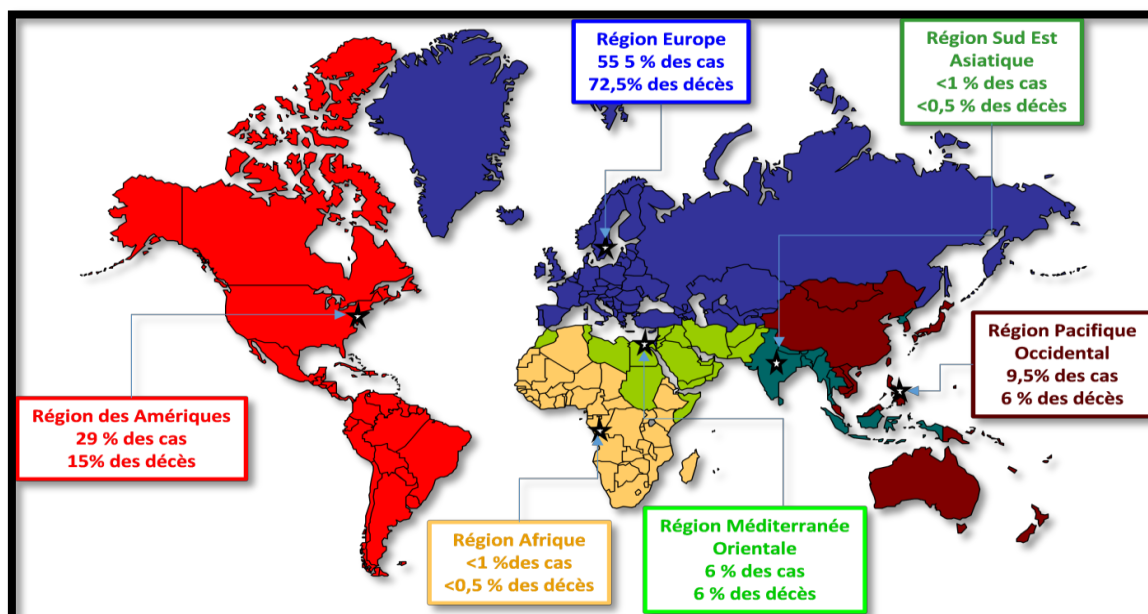 Région Europe
55 5 % des cas
72,5% des décès
Région Sud Est
Asiatique
<1 % des cas
<0,5 % des décès
Région Pacifique
Occidental
9,5% des cas
6 % des décès
Région des Amériques
29 % des cas
15% des décès
Région Afrique
<1 %des cas
<0,5 % des décès
Région Méditerranée
Orientale
6 % des cas
6 % des décès